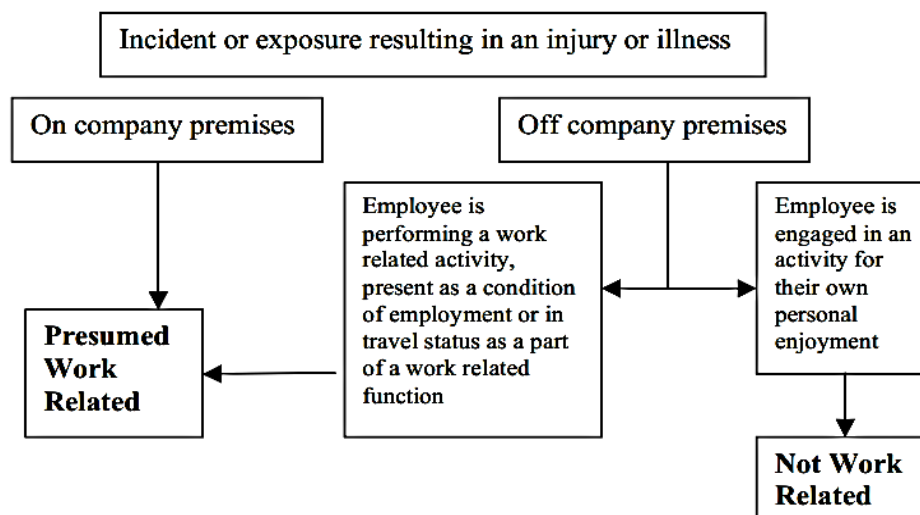 Incident or exposure resulting in an injury or illness
On company premises
Off company premises
Employee is
performing a work
related activity,
present as a condition
of employment or in
travel status as a part
of a work related
function
Employee is
engaged in an
activity for
their own
personal
enjoyment
Presumed
Work
Related
Not Work
Related